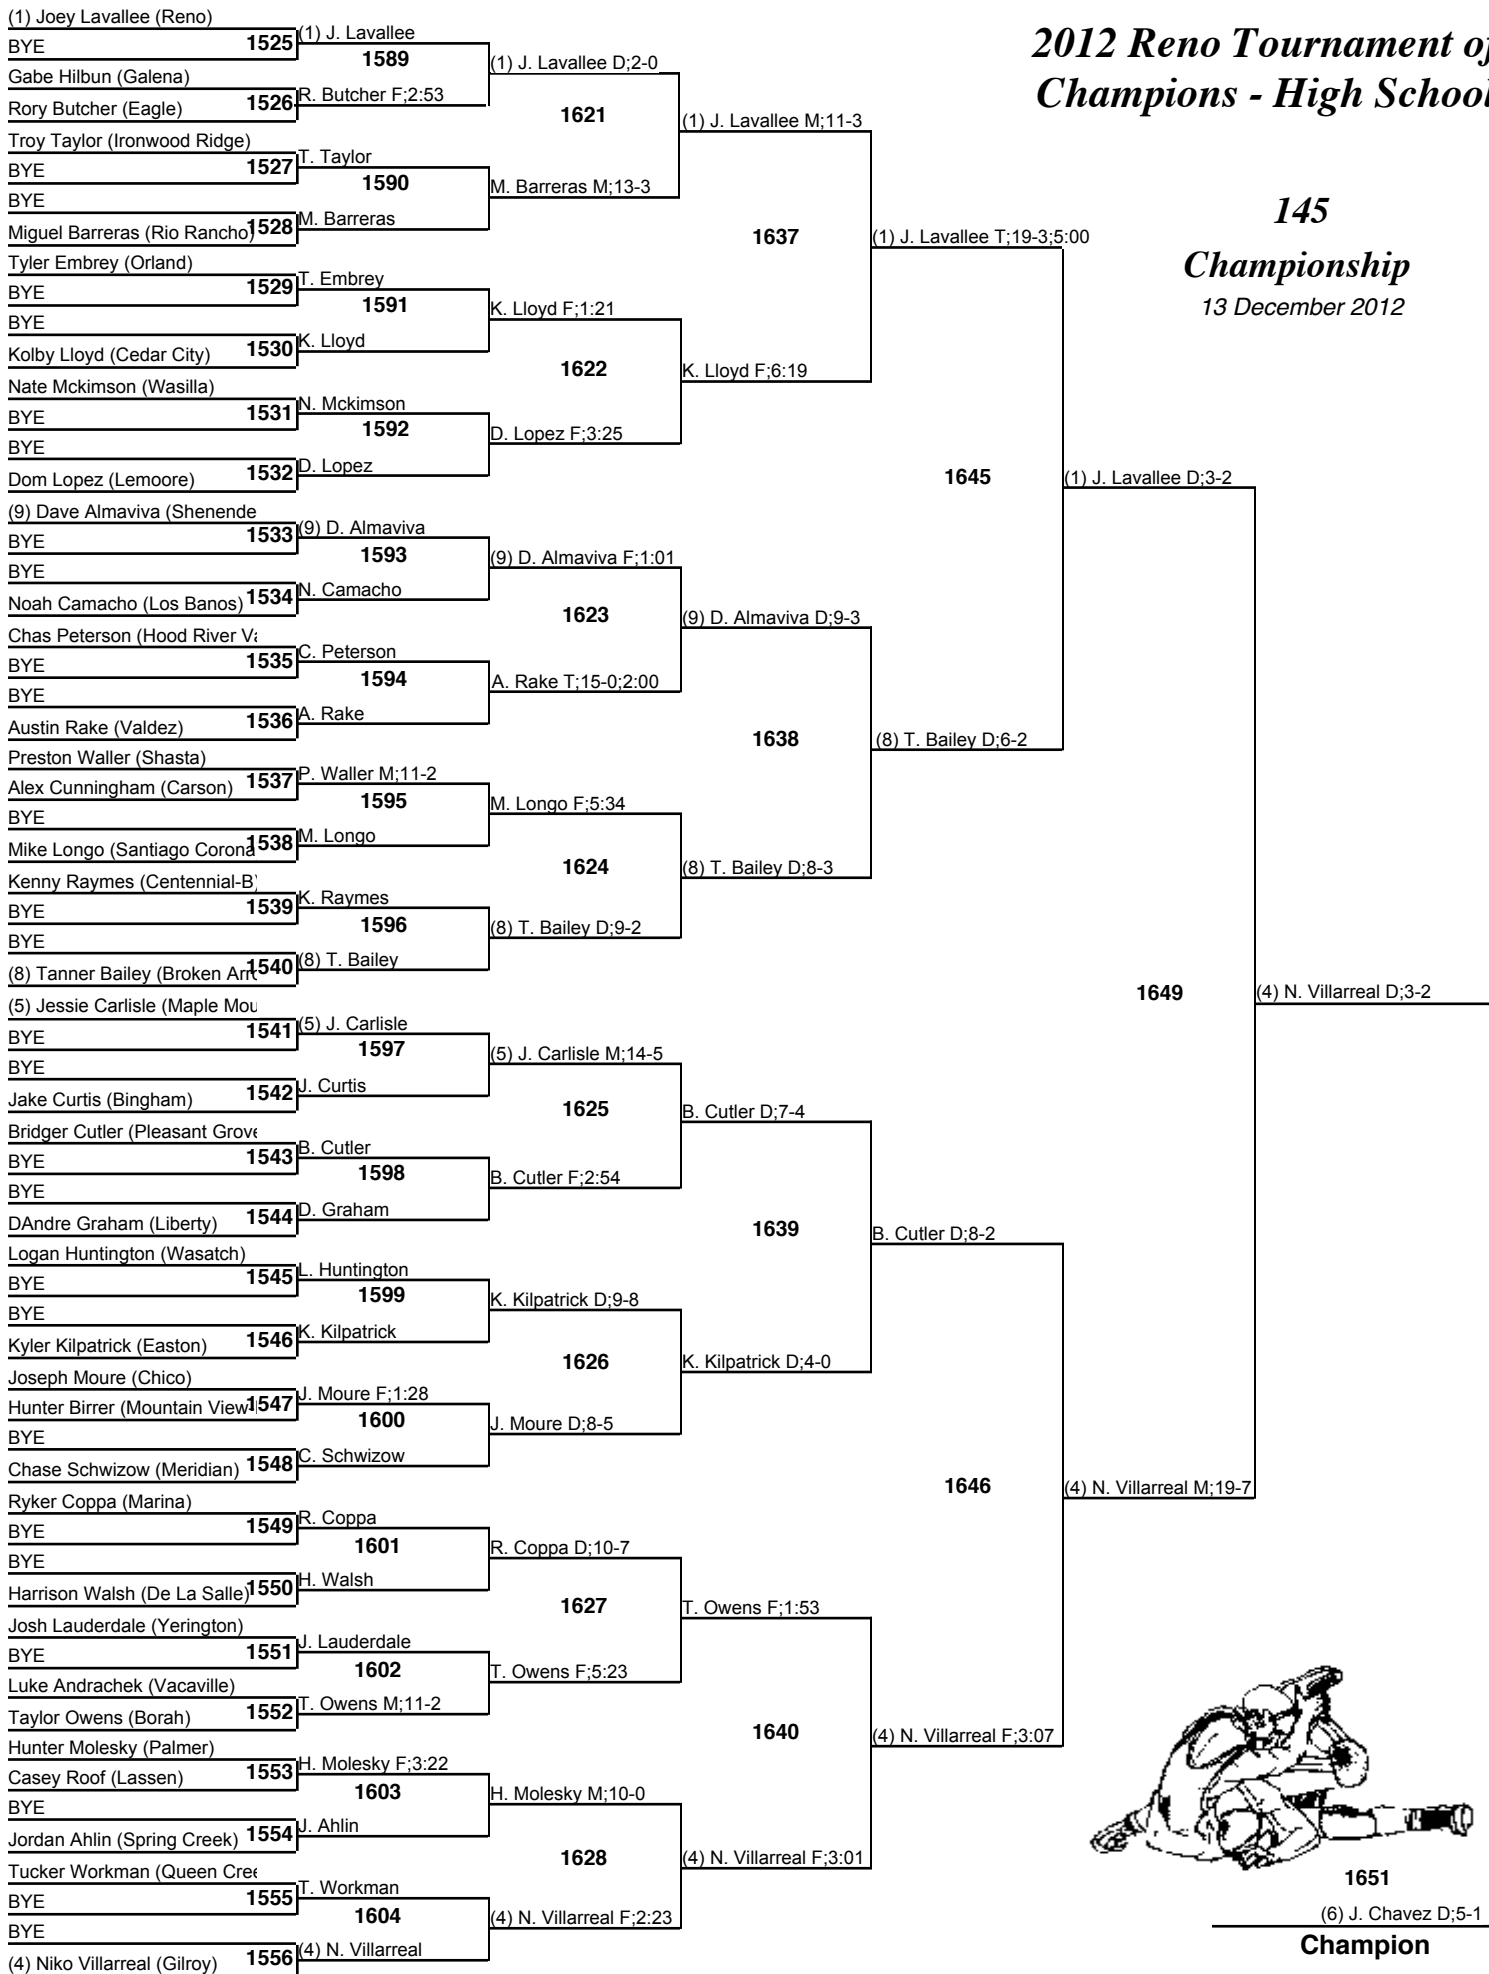 2012 Reno Tournament of
Champions - High School
145
Championship
13 December 2012
(1) Joey Lavallee (Reno)
BYE
1525
Gabe Hilbun (Galena)
Rory Butcher (Eagle)
1526
Troy Taylor (Ironwood Ridge)
BYE
1527
BYE
Miguel Barreras (Rio Rancho)
1528
Tyler Embrey (Orland)
BYE
1529
BYE
Kolby Lloyd (Cedar City)
1530
Nate Mckimson (Wasilla)
BYE
1531
BYE
Dom Lopez (Lemoore)
1532
(9) Dave Almaviva (Shenende
BYE
1533
BYE
Noah Camacho (Los Banos)
1534
Chas Peterson (Hood River Va
BYE
1535
BYE
Austin Rake (Valdez)
1536
Preston Waller (Shasta)
Alex Cunningham (Carson)
1537
BYE
Mike Longo (Santiago Corona
1538
Kenny Raymes (Centennial-B)
BYE
1539
BYE
(8) Tanner Bailey (Broken Arro
1540
(5) Jessie Carlisle (Maple Mou
BYE
1541
BYE
Jake Curtis (Bingham)
1542
Bridger Cutler (Pleasant Grove
BYE
1543
BYE
DAndre Graham (Liberty)
1544
Logan Huntington (Wasatch)
BYE
1545
BYE
Kyler Kilpatrick (Easton)
1546
Joseph Moure (Chico)
Hunter Birrer (Mountain View-
1547
BYE
Chase Schwizow (Meridian)
1548
Ryker Coppa (Marina)
BYE
1549
BYE
Harrison Walsh (De La Salle)
1550
Josh Lauderdale (Yerington)
BYE
1551
Luke Andrachek (Vacaville)
Taylor Owens (Borah)
1552
Hunter Molesky (Palmer)
Casey Roof (Lassen)
1553
BYE
Jordan Ahlin (Spring Creek)
1554
Tucker Workman (Queen Cree
BYE
1555
BYE
(4) Niko Villarreal (Gilroy)
1556
(1) J. Lavallee
1589
R. Butcher F;2:53
T. Taylor
1590
M. Barreras
T. Embrey
1591
K. Lloyd
N. Mckimson
1592
D. Lopez
(9) D. Almaviva
1593
N. Camacho
C. Peterson
1594
A. Rake
P. Waller M;11-2
1595
M. Longo
K. Raymes
1596
(8) T. Bailey
(5) J. Carlisle
1597
J. Curtis
B. Cutler
1598
D. Graham
L. Huntington
1599
K. Kilpatrick
J. Moure F;1:28
1600
C. Schwizow
R. Coppa
1601
H. Walsh
J. Lauderdale
1602
T. Owens M;11-2
H. Molesky F;3:22
1603
J. Ahlin
T. Workman
1604
(4) N. Villarreal
(1) J. Lavallee D;2-0
1621
M. Barreras M;13-3
K. Lloyd F;1:21
1622
D. Lopez F;3:25
(9) D. Almaviva F;1:01
1623
A. Rake T;15-0;2:00
M. Longo F;5:34
1624
(8) T. Bailey D;9-2
(5) J. Carlisle M;14-5
1625
B. Cutler F;2:54
K. Kilpatrick D;9-8
1626
J. Moure D;8-5
R. Coppa D;10-7
1627
T. Owens F;5:23
H. Molesky M;10-0
1628
(4) N. Villarreal F;2:23
(1) J. Lavallee M;11-3
1637
K. Lloyd F;6:19
(9) D. Almaviva D;9-3
1638
(8) T. Bailey D;8-3
B. Cutler D;7-4
1639
K. Kilpatrick D;4-0
T. Owens F;1:53
1640
(4) N. Villarreal F;3:01
(1) J. Lavallee T;19-3;5:00
1645
(8) T. Bailey D;6-2
B. Cutler D;8-2
1646
(4) N. Villarreal F;3:07
(1) J. Lavallee D;3-2
1649
(4) N. Villarreal M;19-7
(4) N. Villarreal D;3-2
1651
(6) J. Chavez D;5-1
Champion